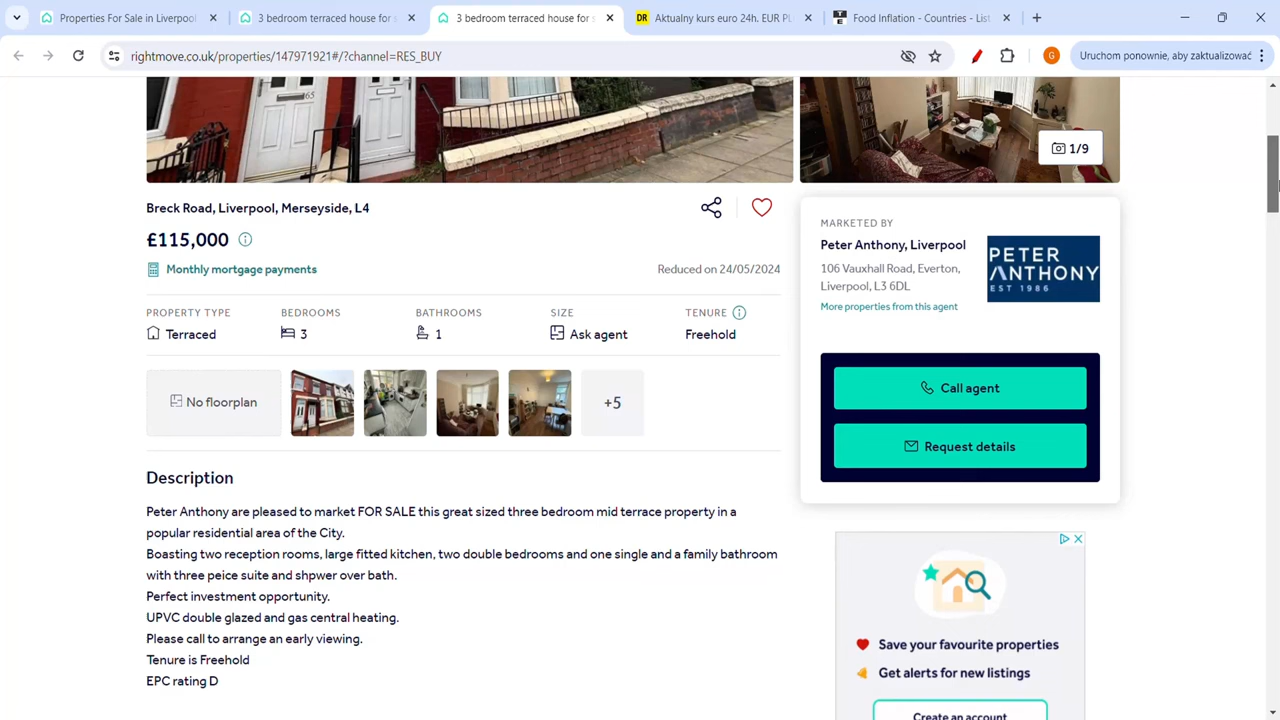 Properties For Sale in Liverpool
3 bedroom terraced house for s
3 bedroom terraced house for s
DR
Aktualny kurs euro 24h. EUR PL
Food Inflation - Countries - List
rightmove.co.uk/properties/147971921#/?channel=RES_BUY
G
Uruchom ponownie, aby zaktualizować
65
1/9
Breck Road, Liverpool, Merseyside, L4
£115,000
Monthly mortgage payments
Reduced on 24/05/2024
PROPERTY TYPE
BEDROOMS
BATHROOMS
SIZE
TENURE
Terraced
3
1
Ask agent
Freehold
No floorplan
+5
MARKETED BY
Peter Anthony, Liverpool
106 Vauxhall Road, Everton,
Liverpool, L3 6DL
More properties from this agent
PETER
ANTHONY
EST 1986
Call agent
Request details
Description
Peter Anthony are pleased to market FOR SALE this great sized three bedroom mid terrace property in a
popular residential area of the City.
Boasting two reception rooms, large fitted kitchen, two double bedrooms and one single and a family bathroom
with three peice suite and shpwer over bath.
Perfect investment opportunity.
UPVC double glazed and gas central heating.
Please call to arrange an early viewing.
Tenure is Freehold
EPC rating D
Save your favourite properties
Get alerts for new listings
Create an account